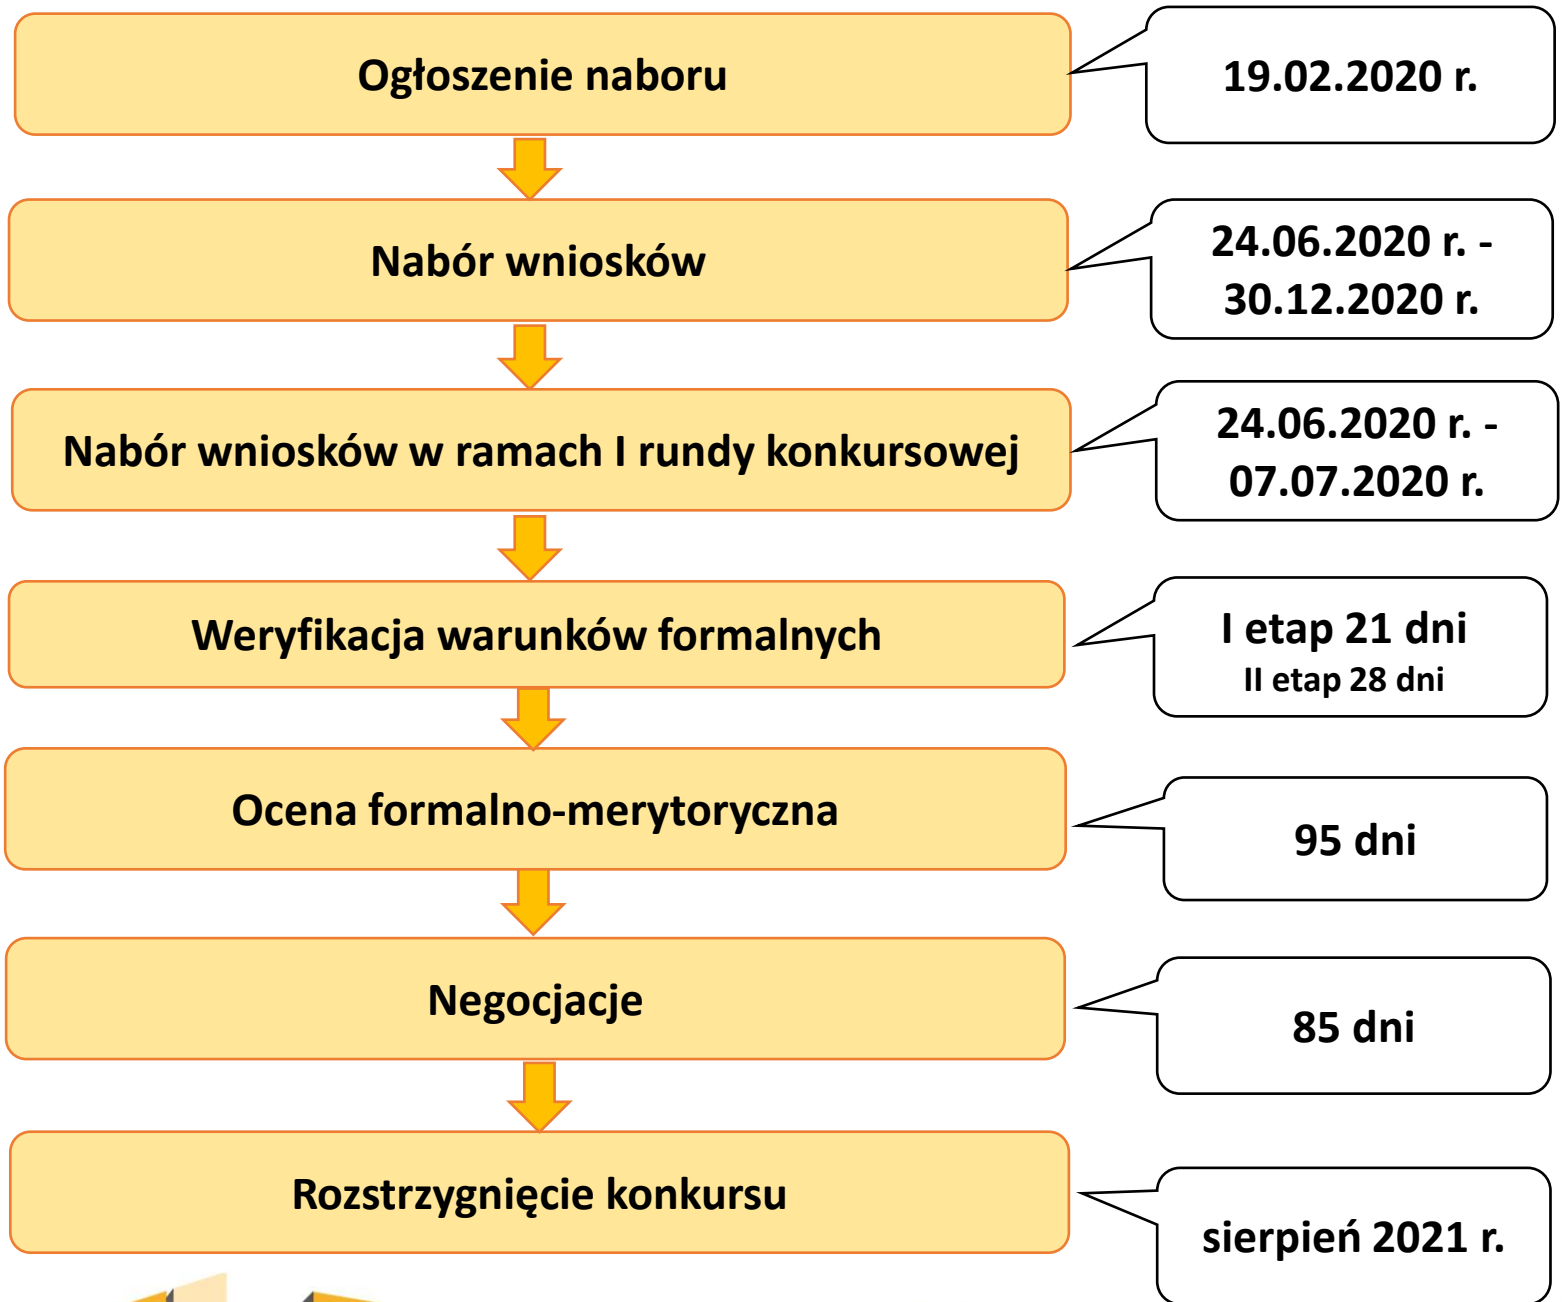 Ogłoszenie naboru
19.02.2020 r.
Nabór wniosków
24.06.2020 r. -
30.12.2020 r.
Nabór wniosków w ramach I rundy konkursowej
24.06.2020 r. -
07.07.2020 r.
Weryfikacja warunków formalnych
I etap 21 dni
II etap 28 dni
Ocena formalno-merytoryczna
95 dni
Negocjacje
85 dni
Rozstrzygnięcie konkursu
sierpień 2021 r.